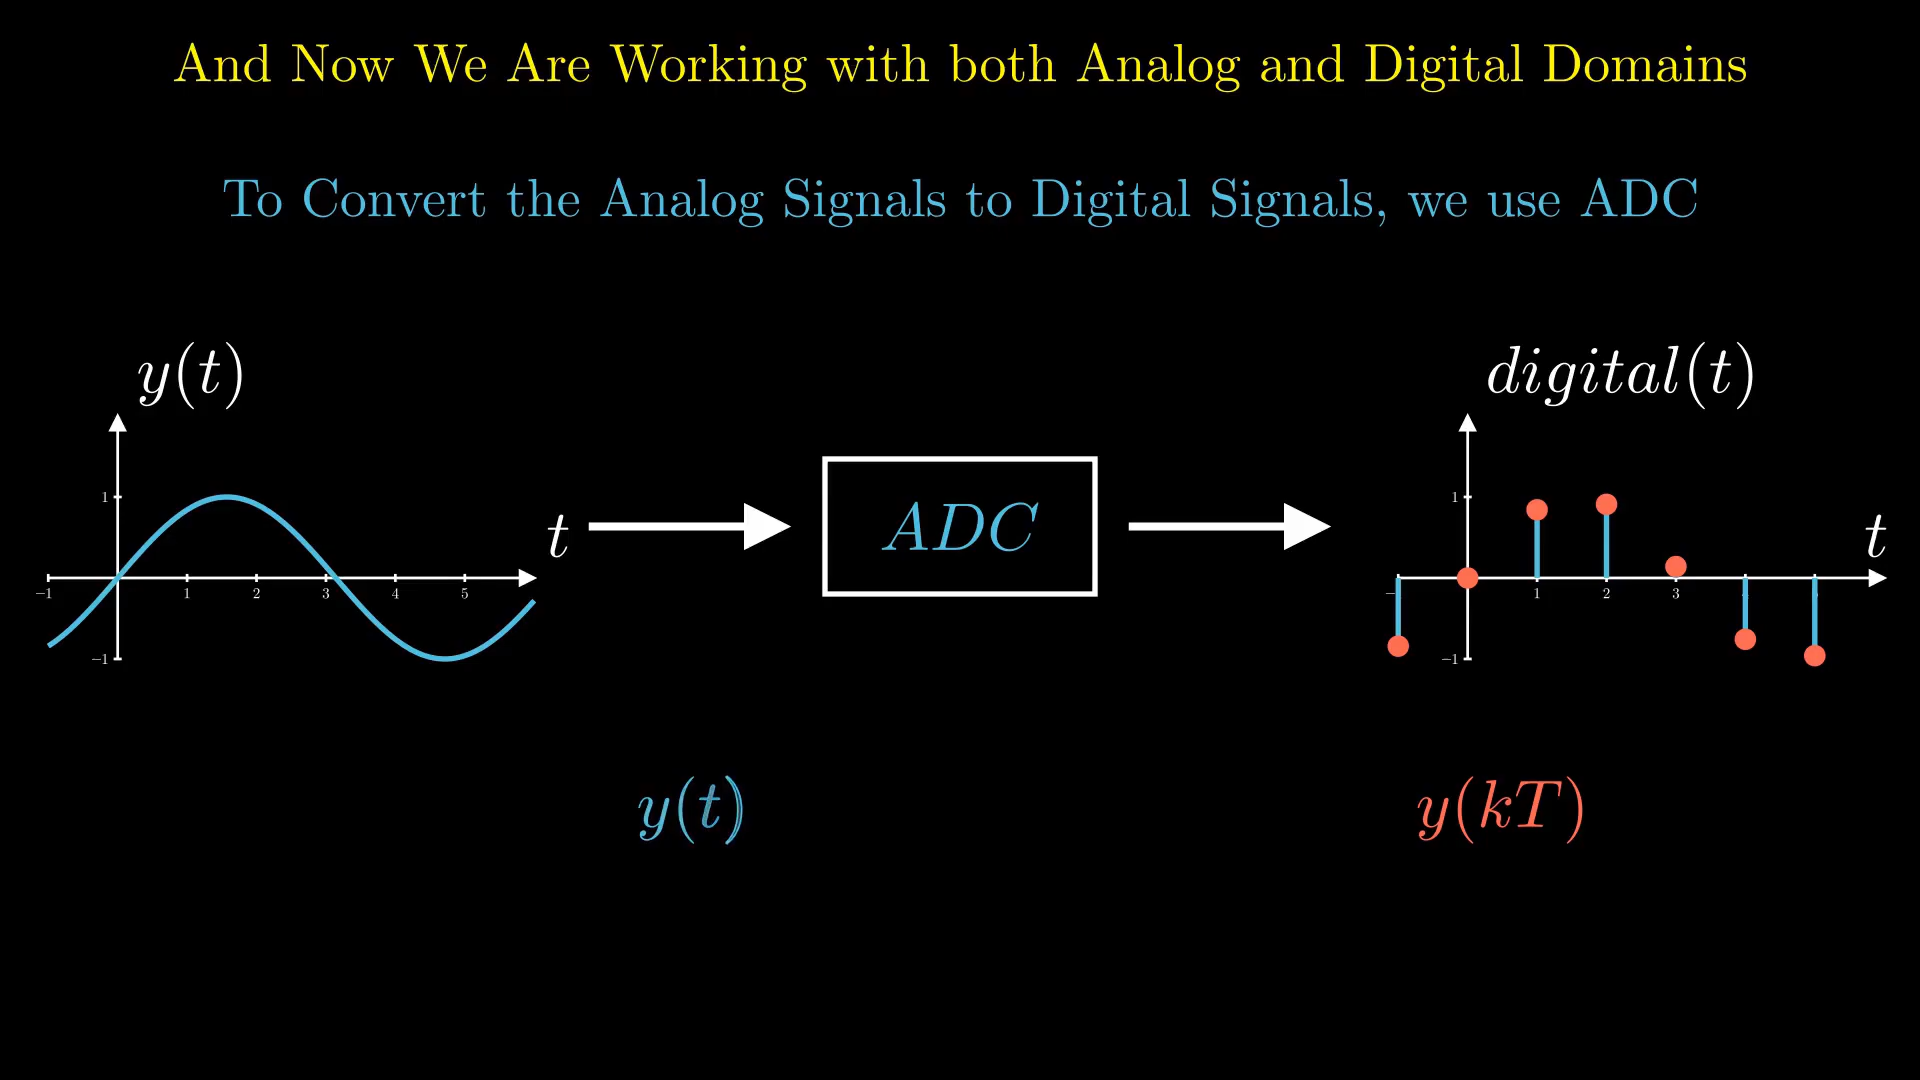 And Now We Are Working with both Analog and Digital Domains
To Convert the Analog Signals to Digital Signals, we use ADC
y(t)
1
−1
−1 1 2 3 4 5
t
ADC
digital(t)
1
−1
1 2 3
t
y(t)
y(kT)